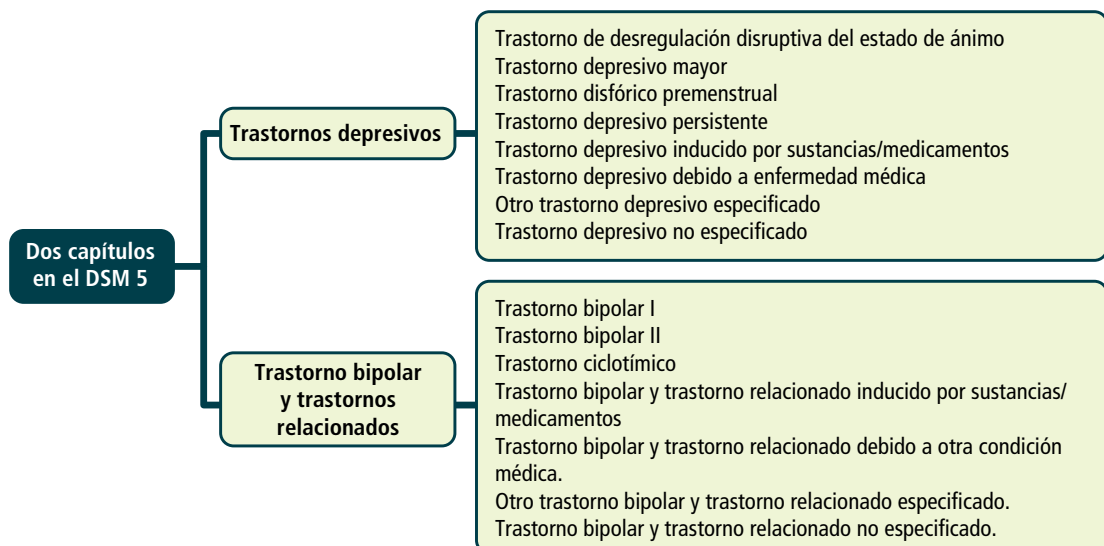 Dos capítulos
en el DSM 5
Trastornos depresivos
Trastorno de desregulación disruptiva del estado de ánimo
Trastorno depresivo mayor
Trastorno disfórico premenstrual
Trastorno depresivo persistente
Trastorno depresivo inducido por sustancias/medicamentos
Trastorno depresivo debido a enfermedad médica
Otro trastorno depresivo especificado
Trastorno depresivo no especificado
Trastorno bipolar
y trastornos
relacionados
Trastorno bipolar I
Trastorno bipolar II
Trastorno ciclotímico
Trastorno bipolar y trastorno relacionado inducido por sustancias/
medicamentos
Trastorno bipolar y trastorno relacionado debido a otra condición
médica.
Otro trastorno bipolar y trastorno relacionado especificado.
Trastorno bipolar y trastorno relacionado no especificado.